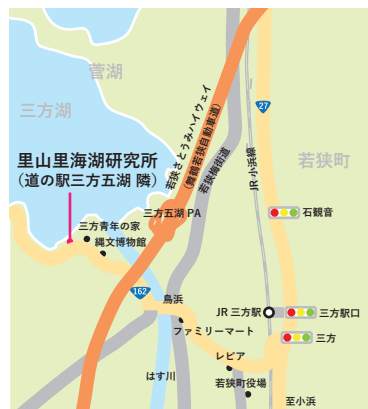 菅湖
三方湖
里山里海湖研究所
（道の駅三方五湖 隣）
若狭さとうみハイウェイ
（舞鶴若狭自動車道）
若狭梅街道
JR 小浜線
27
若狭町
三方五湖 PA
石観音
三方青年の家
縄文博物館
162
鳥浜
ファミリーマート
JR 三方駅
三方駅口
三方
レピア
はす川
若狭町役場
至小浜